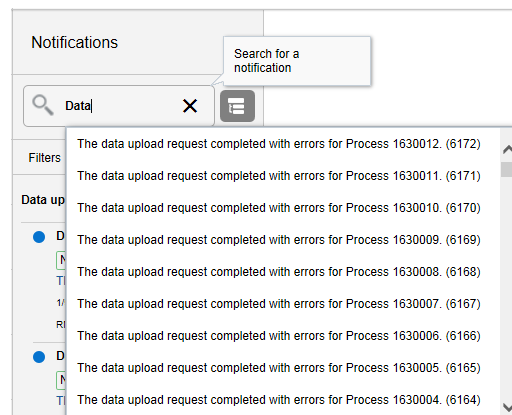 Notifications
Search for a
notification
Data
The data upload request completed with errors for Process 1630012. (6172)
Filters
The data upload request completed with errors for Process 1630011. (6171)
Data up
The data upload request completed with errors for Process 1630010. (6170)
D
The data upload request completed with errors for Process 1630009. (6169)
N
The data upload request completed with errors for Process 1630008. (6168)
1/
The data upload request completed with errors for Process 1630007. (6167)
The data upload request completed with errors for Process 1630006. (6166)
D
The data upload request completed with errors for Process 1630005. (6165)
N
The data upload request completed with errors for Process 1630004. (6164)